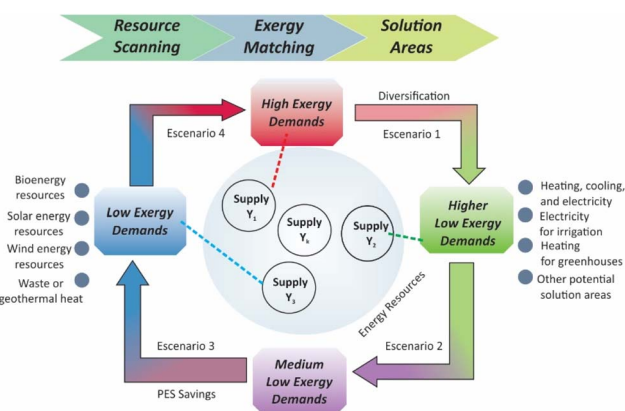 Resource
Scanning
Exergy
Matching
Solution
Areas
High Exergy
Demands
Diversification
Escenario 4
Escenario 1
Bioenergy
resources
Solar energy
resources
Wind energy
resources
Waste or
geothermal heat
Low Exergy
Demands
Supply
Y1
Supply
Yk
Supply
Y2
Supply
Y3
Higher
Low Exergy
Demands
Heating, cooling,
and electricity
Electricity
for irrigation
Heating
for greenhouses
Other potential
solution areas
Energy Resources
Escenario 3
Escenario 2
PES Savings
Medium
Low Exergy
Demands